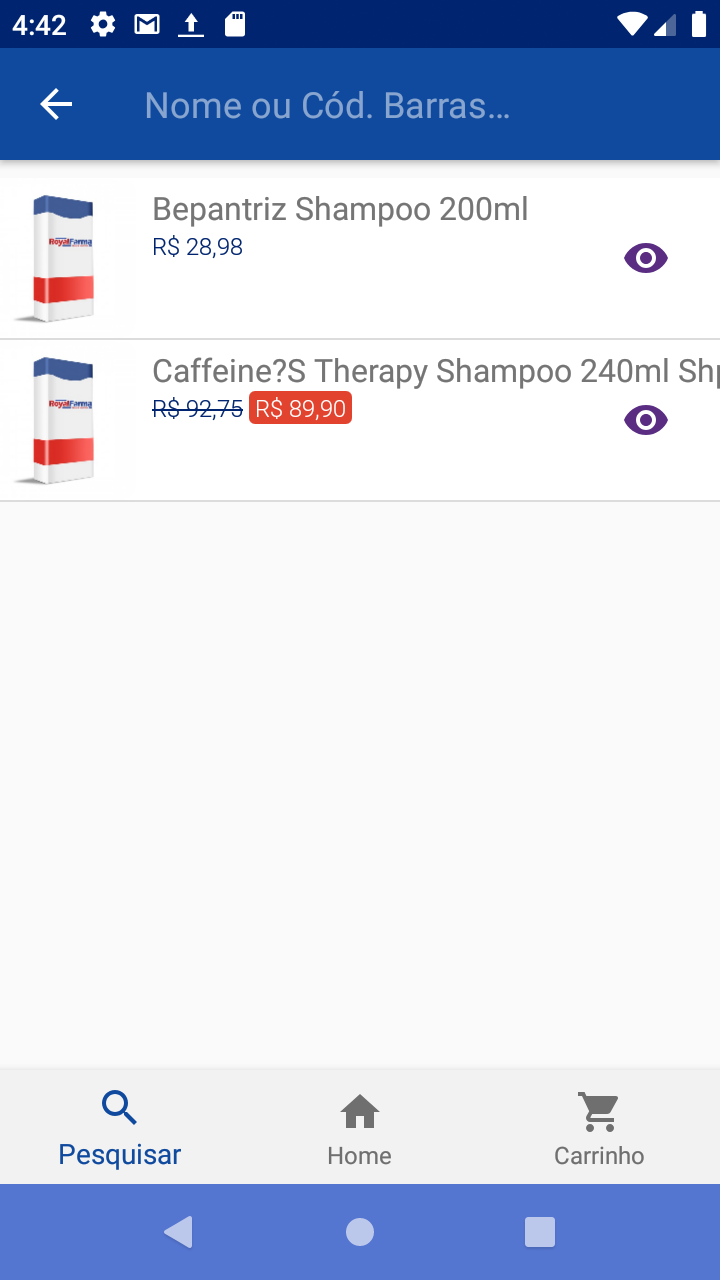 4:42
Nome ou Cód. Barras...
Bepantriz Shampoo 200ml
R$ 28,98
RoyalFarma
Caffeine?S Therapy Shampoo 240ml Sh
R$ 92,75 R$ 89,90
RoyalFarma
Pesquisar
Home
Carrinho